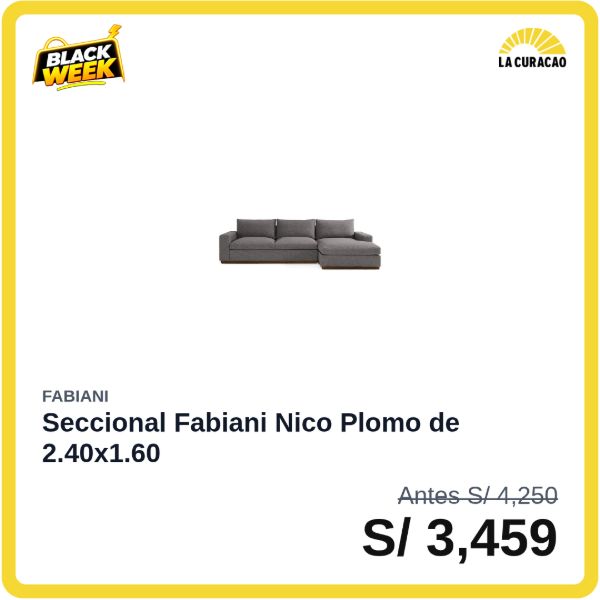 BLACK
WEEK
LA CURACAO
FABIANI
Seccional Fabiani Nico Plomo de
2.40x1.60
Antes S/ 4,250
S/ 3,459